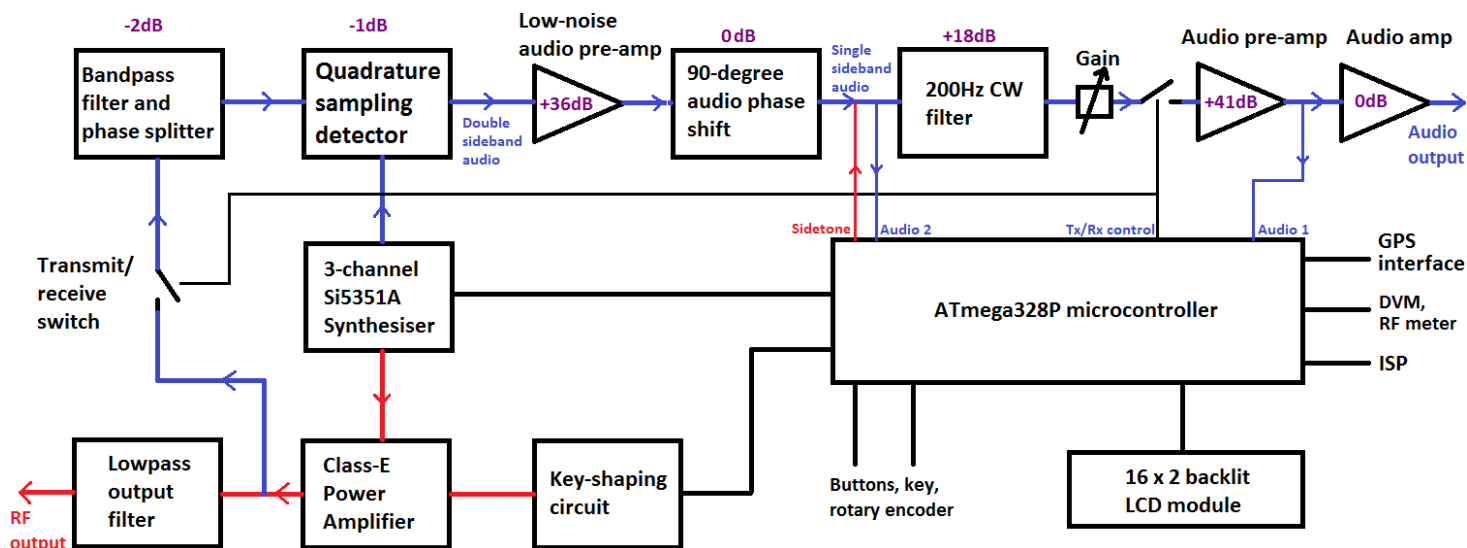 -2dB
Bandpass
filter and
phase splitter
-1dB
Quadrature
sampling
detector
Double
sideband
audio
Low-noise
audio pre-amp
+36dB
0dB
90-degree
audio phase
shift
Single
sideband
audio
+18dB
200Hz CW
filter
Gain
Audio pre-amp
+41dB
Audio amp
0dB
Audio
output
Sidetone
Audio 2
Tx/Rx control
Audio 1
Transmit/
receive
switch
3-channel
Si5351A
Synthesiser
ATmega328P microcontroller
GPS
interface
DVM,
RF meter
ISP
RF
output
Lowpass
output
filter
Class-E
Power
Amplifier
Key-shaping
circuit
Buttons, key,
rotary encoder
16 x 2 backlit
LCD module